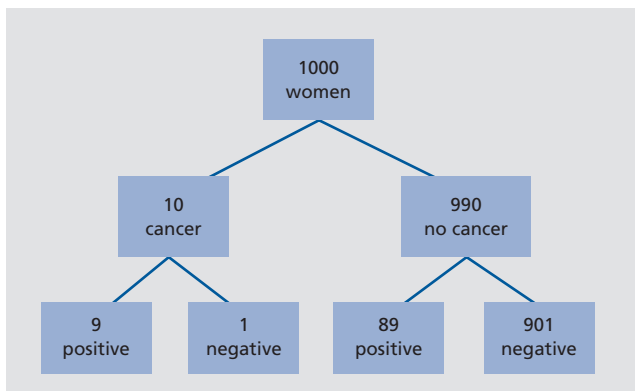 1000
women
10
cancer
990
no cancer
9
positive
1
negative
89
positive
901
negative